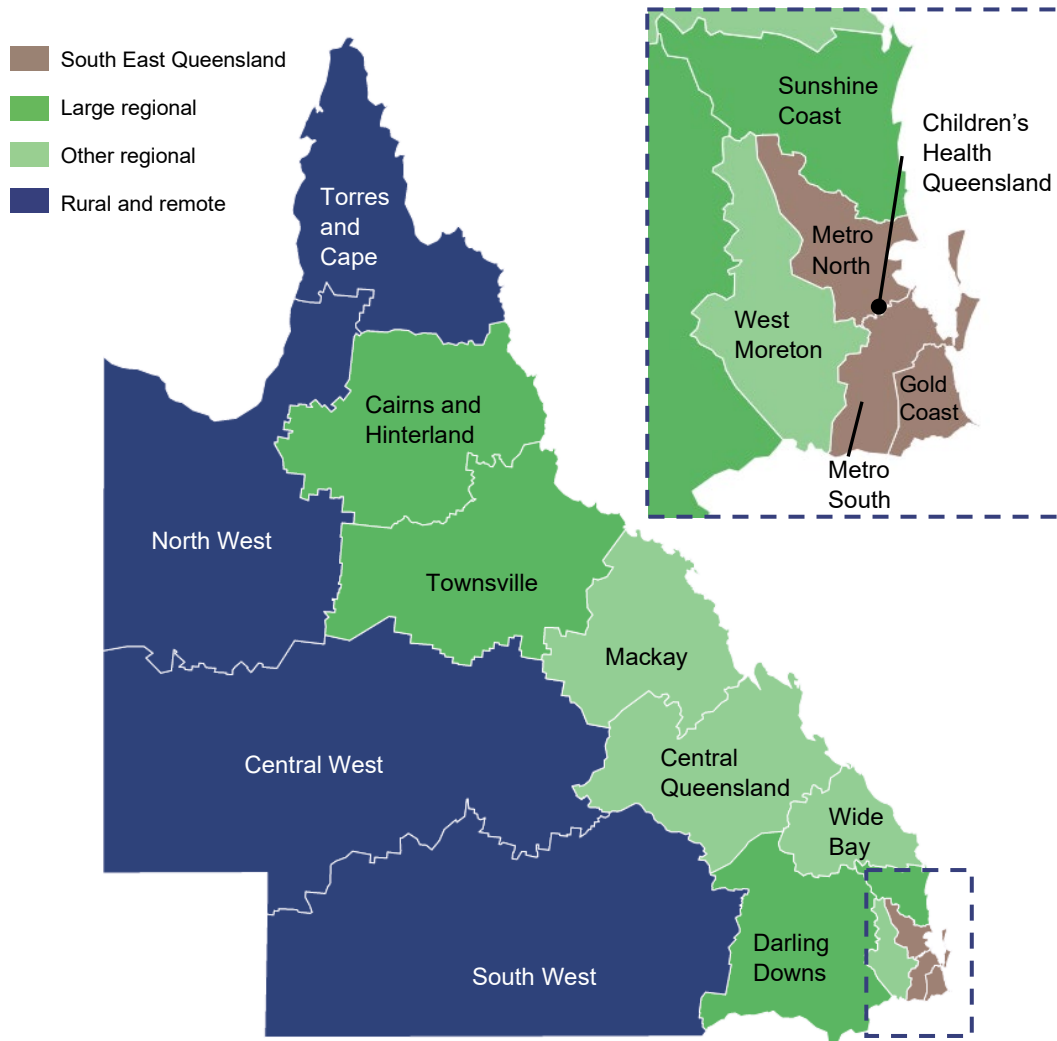 South East Queensland
Large regional
Other regional
Rural and remote
Torres
and
Cape
Cairns and
Hinterland
North West
Townsville
Mackay
Central West
Central
Queensland
Wide
Bay
Darling
Downs
South West
Sunshine
Coast
Children’s
Health
Queensland
Metro
North
West
Moreton
Gold
Coast
Metro
South